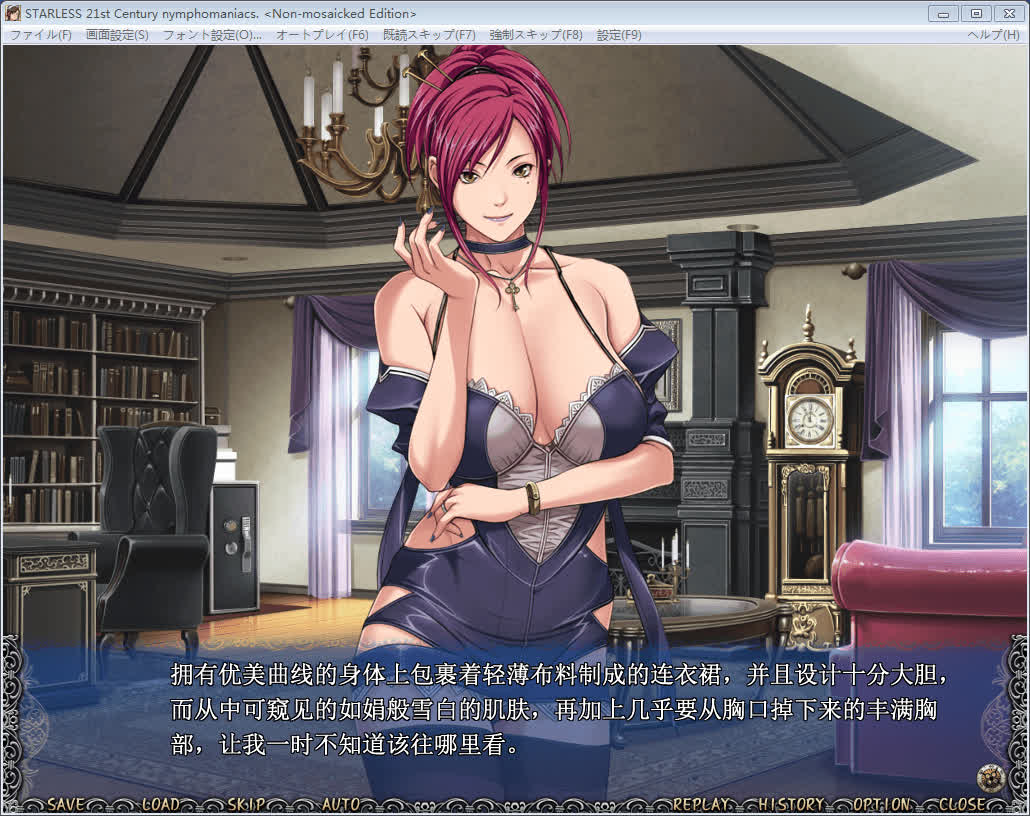 STARLESS 21st Century nymphomaniacs. <Non-mosaicked Edition>
ファイル(F) 画面設定(S) フォント設定(O)... オートプレイ(F6) 既読スキップ(F7) 強制スキップ(F8) 設定(F9) ヘルプ(H)
拥有优美曲线的身体上包裹着轻薄布料制成的连衣裙，并且设计十分大胆，
而从中可窥见的如娟般雪白的肌肤，再加上几乎要从胸口掉下来的丰满胸
部，让我一时不知道该往哪里看。
SAVE LOAD SKIP AUTO REPLAY HISTORY OPTION CLOSE